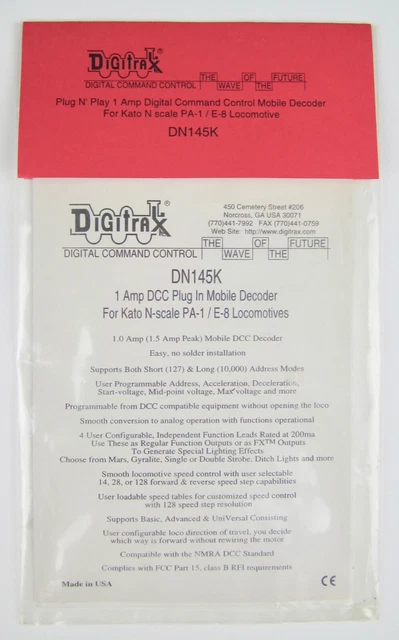 DIGITRAX®
DIGITAL COMMAND CONTROL THE WAVE OF THE FUTURE
Plug N' Play 1 Amp Digital Command Control Mobile Decoder
For Kato N scale PA-1 / E-8 Locomotive
DN145K
450 Cemetery Street #206
Norcross, GA USA 30071
(770)441-7992 FAX (770)441-0759
Web Site: http://www.digitrax.com
DIGITRAX®
DIGITAL COMMAND CONTROL THE WAVE OF THE FUTURE
DN145K
1 Amp DCC Plug In Mobile Decoder
For Kato N-scale PA-1 / E-8 Locomotives
1.0 Amp (1.5 Amp Peak) Mobile DCC Decoder
Easy, no solder installation
Supports Both Short (127) & Long (10,000) Address Modes
User Programable Address, Acceleration, Deceleration,
Start-voltage, Mid-point voltage, Max voltage and more
Programmable from DCC compatible equipment without opening the loco
Smooth conversion to analog operation with functions operational
4 User Configurable, Independent Function Leads Rated at 200ma
Use These as Regular Function Outputs or as FX™ Outputs
To Generate Special Lighting Effects
Choose from Mars, Gyralite, Single or Double Strobe, Ditch Lights and more
Smooth locomotive speed control with user selectable
14, 28, or 128 forward & reverse speed step capabilities
User loadable speed tables for customized speed control
with 128 speed step resolution
Supports Basic, Advanced & UniVersal Consisting
User configurable loco direction of travel, you decide
which way is forward without rewiring the motor
Compatible with the NMRA DCC Standard
Complies with FCC Part 15, class B RFI requirements
Made in USA CE